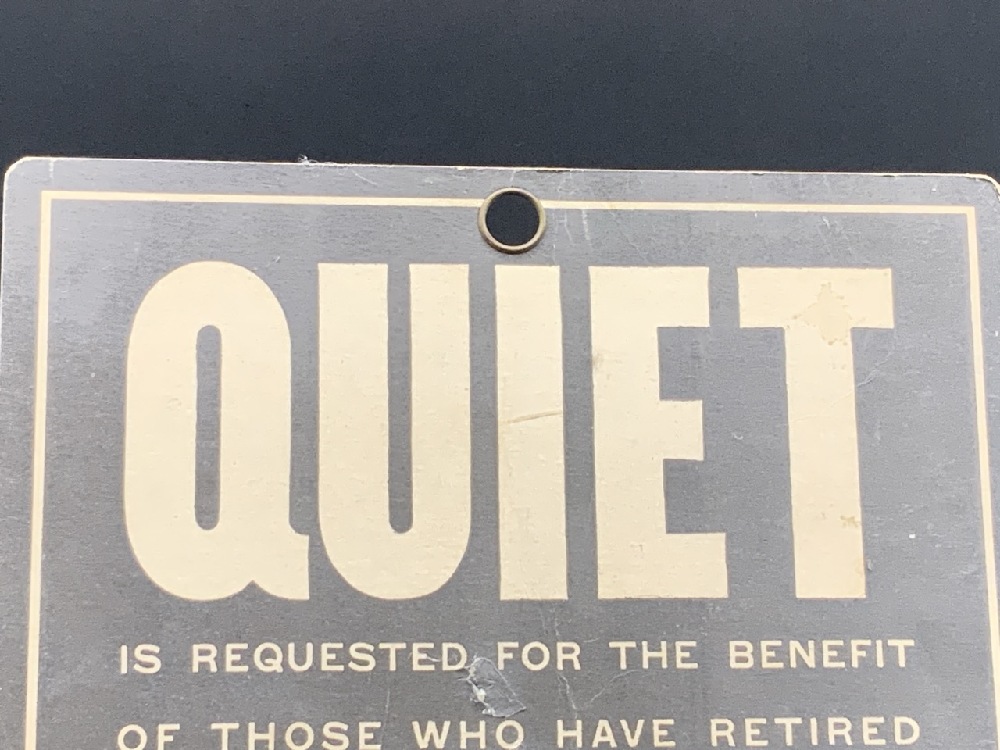 QUIET
IS REQUESTED FOR THE BENEFIT
OF THOSE WHO HAVE RETIRED